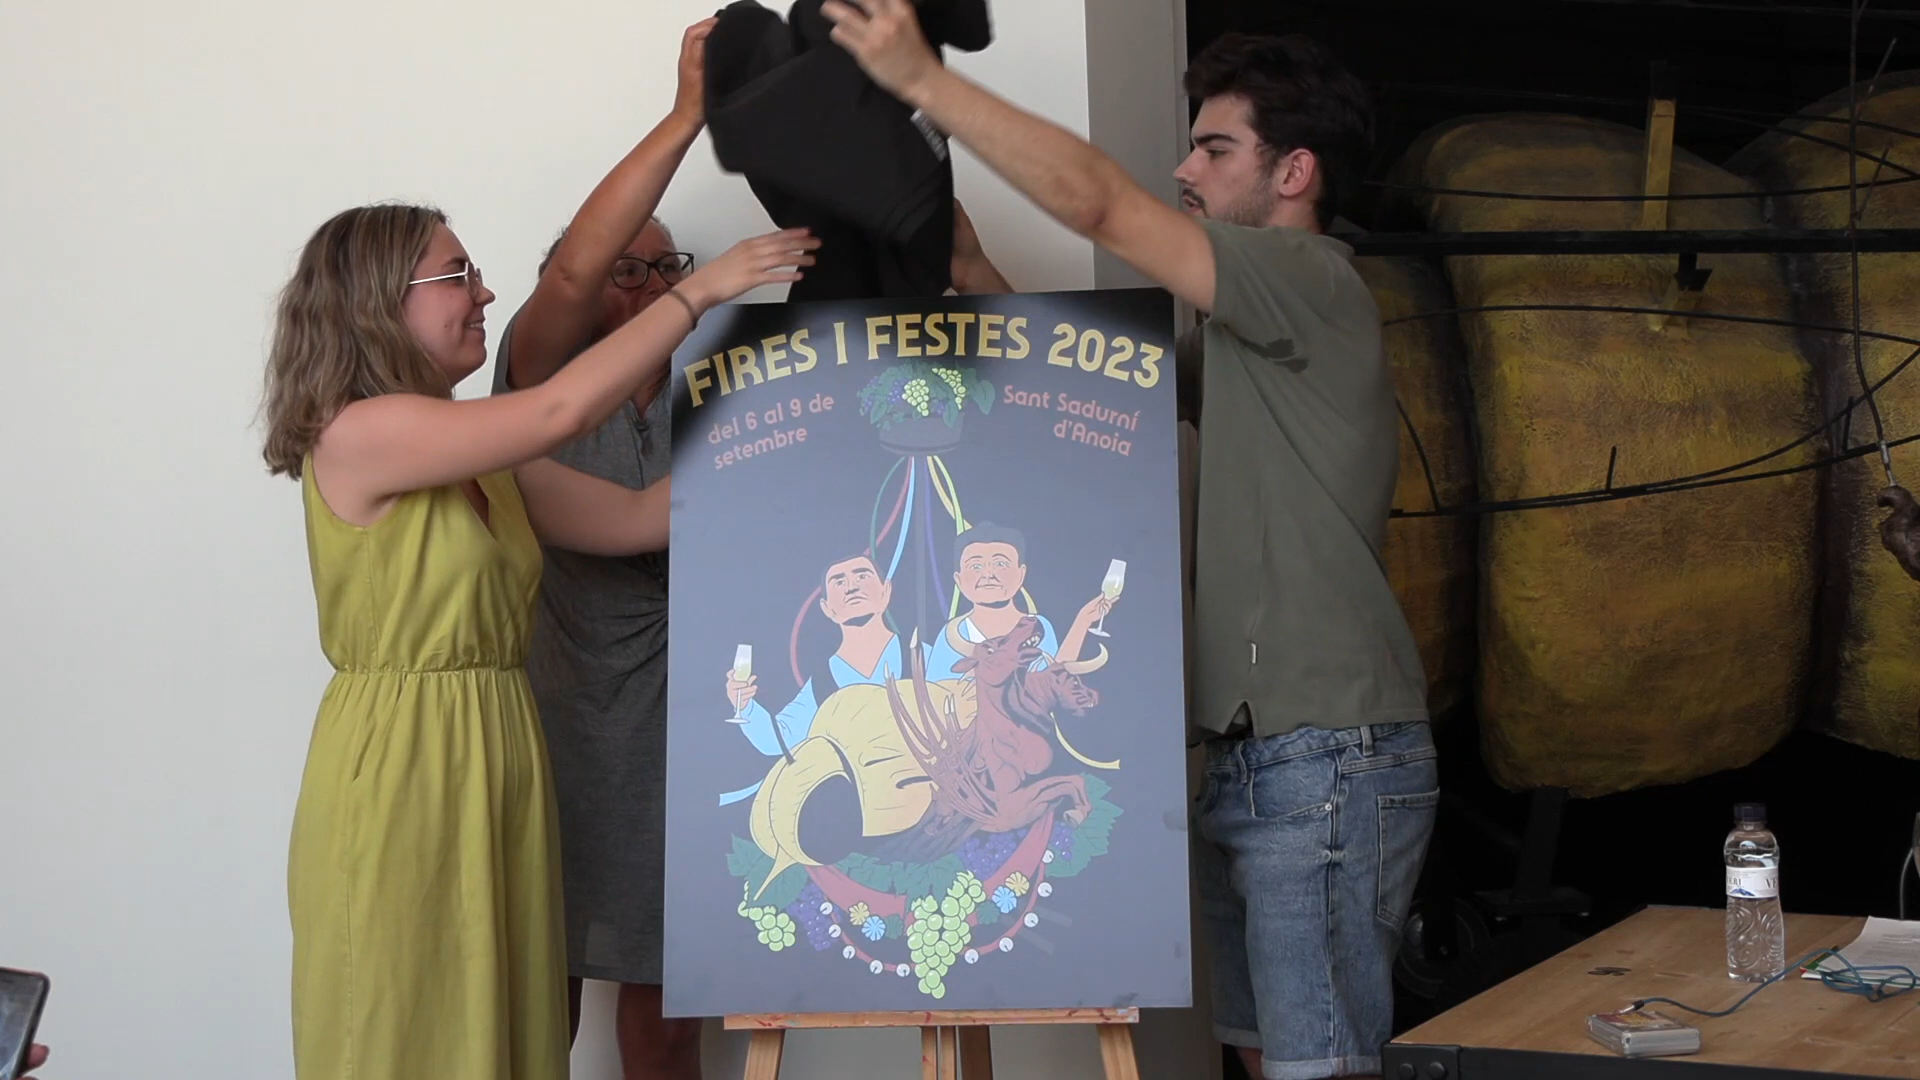 FIRES I FESTES 2023
del 6 al 9 de
setembre
Sant Sadurní
d'Anoia